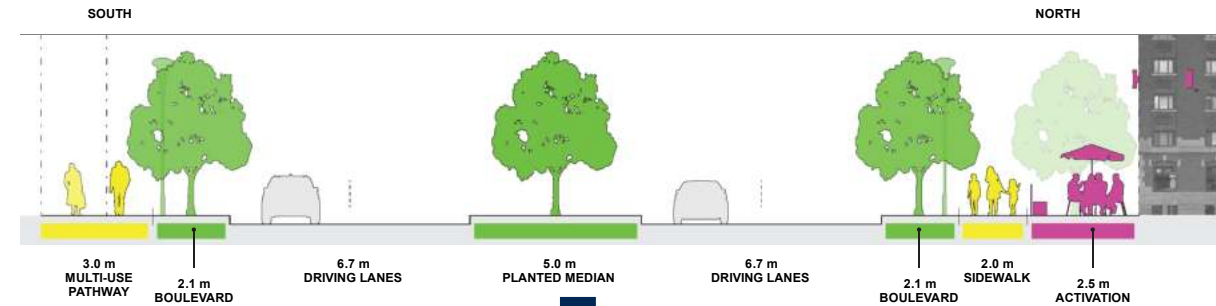 SOUTH
NORTH
3.0 m
MULTI-USE
PATHWAY
2.1 m
BOULEVARD
6.7 m
DRIVING LANES
5.0 m
PLANTED MEDIAN
6.7 m
DRIVING LANES
2.1 m
BOULEVARD
2.0 m
SIDEWALK
2.5 m
ACTIVATION